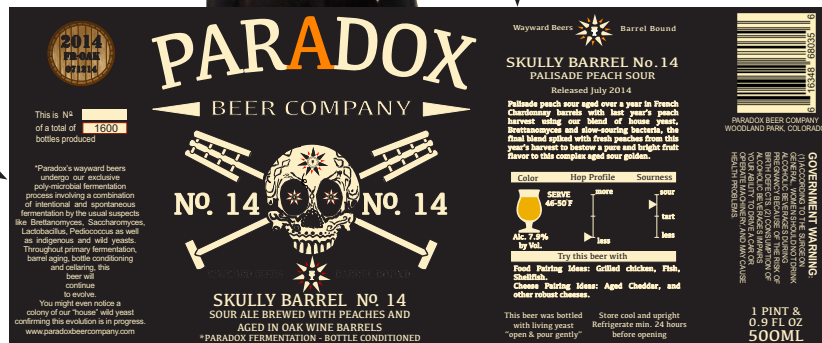 2014
FR-OAK
071214
This is Nº.
of a total of 1600
bottles produced
*Paradox's wayward beers
undergo our exclusive
poly-microbial fermentation
process involving a combination
of intentional and spontaneous
fermentation by the usual suspects
like Brettanomyces, Saccharomyces,
Lactobacillus, Pediococcus as well
as indigenous and wild yeasts.
Throughout primary fermentation,
barrel aging, bottle conditioning
and cellaring, this
beer will
continue
to evolve.
You might even notice a
colony of our "house" wild yeast
confirming this evolution is in progress.
www.paradoxbeercompany.com
PARADOX
BEER COMPANY
No. 14 No. 14
SKULLY BARREL No. 14
SOUR ALE BREWED WITH PEACHES AND
AGED IN OAK WINE BARRELS
*PARADOX FERMENTATION - BOTTLE CONDITIONED
Wayward Beers Barrel Bound
SKULLY BARREL No. 14
PALISADE PEACH SOUR
Released July 2014
Palisade peach sour aged over a year in French
Chardonnay barrels with last year's peach
harvest using our blend of house yeast,
Brettanomyces and slow-souring bacteria, the
final blend spiked with fresh peaches from this
year's harvest to bestow a pure and bright fruit
flavor to this complex aged sour golden.
Color Hop Profile Sourness
SERVE
46-50 F
more
less
sour
tart
less
Alc. 7.9%
by Vol.
Try this beer with
Food Pairing Ideas: Grilled chicken, Fish,
Shellfish.
Cheese Pairing Ideas: Aged Chedder, and
other robust cheeses.
This beer was bottled
with living yeast
"open & pour gently"
Store cool and upright
Refrigerate min. 24 hours
before opening
6 16348 68035 6
PARADOX BEER COMPANY
WOODLAND PARK, COLORADO
GOVERNMENT WARNING:
(1) ACCORDING TO THE SURGEON
GENERAL, WOMEN SHOULD NOT DRINK
ALCOHOLIC BEVERAGES DURING
PREGNANCY BECAUSE OF THE RISK OF
BIRTH DEFECTS. (2) CONSUMPTION OF
ALCOHOLIC BEVERAGES IMPAIRS
YOUR ABILITY TO DRIVE A CAR OR
OPERATE MACHINERY, AND MAY CAUSE
HEALTH PROBLEMS.
1 PINT &
0.9 FL OZ
500ML